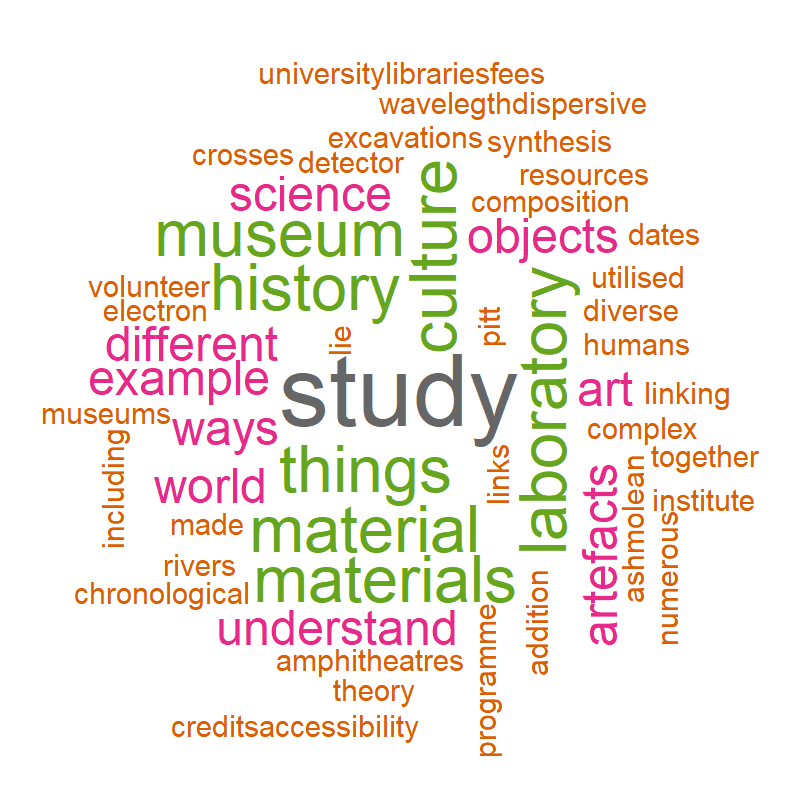 universitylibrariesfees
wavelegthdispersive
excavations
synthesis
crosses
detector
resources
science
composition
culture
museum
objects
dates
volunteer
history
utilised
electron
diverse
pitt
laboratory
different
lie
humans
example
study
art
linking
museums
ways
complex
including
things
links
together
world
artefacts
ashmolean
institute
made
material
numerous
rivers
materials
chronological
understand
addition
programme
amphitheatres
theory
creditsaccessibility